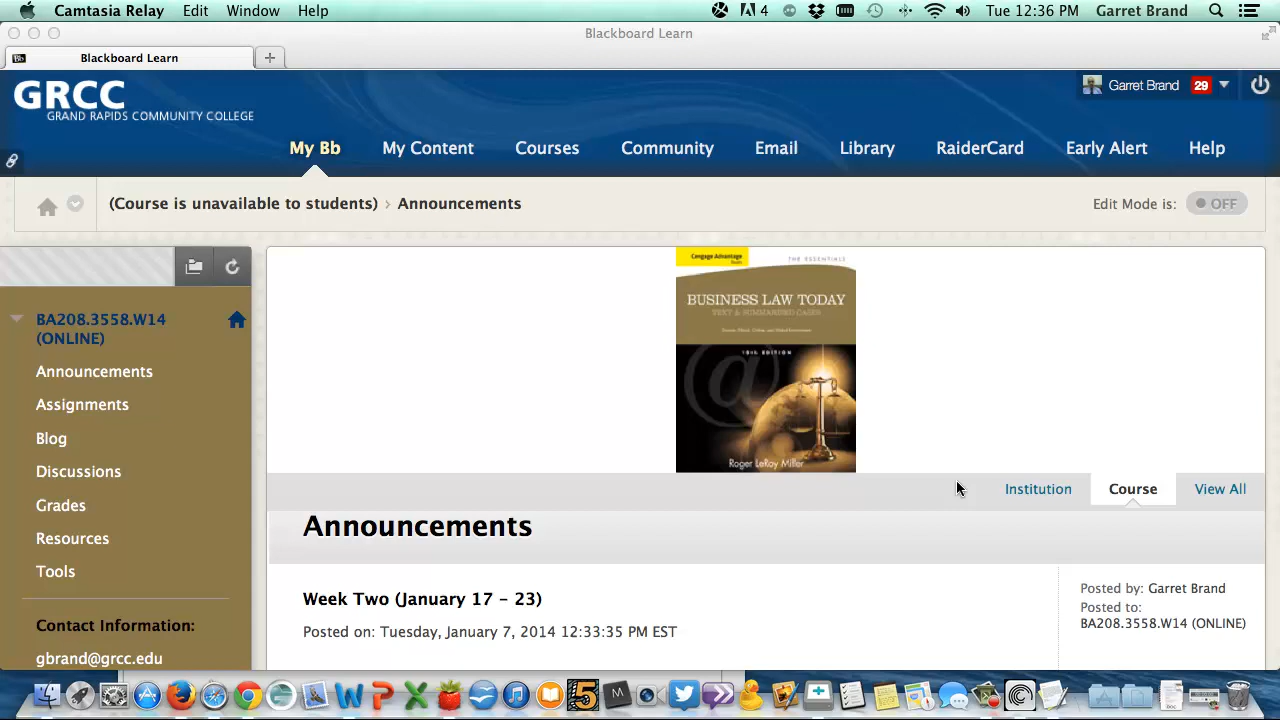 Camtasia Relay Edit Window Help 4 Tue 12:36 PM Garret Brand
Blackboard Learn
Bb Blackboard Learn +
GRCC
GRAND RAPIDS COMMUNITY COLLEGE
Garret Brand 29
My Bb My Content Courses Community Email Library RaiderCard Early Alert Help
(Course is unavailable to students) › Announcements Edit Mode is: OFF
BA208.3558.W14
(ONLINE)
Announcements
Assignments
Blog
Discussions
Grades
Resources
Tools
Contact Information:
gbrand@grcc.edu
Cengage Advantage
Books
THE ESSENTIALS
BUSINESS LAW TODAY
TEXT & SUMMARIZED CASES
10TH EDITION
@
Roger LeRoy Miller
Institution Course View All
Announcements
Week Two (January 17 – 23)
Posted on: Tuesday, January 7, 2014 12:33:35 PM EST
Posted by: Garret Brand
Posted to:
BA208.3558.W14 (ONLINE)